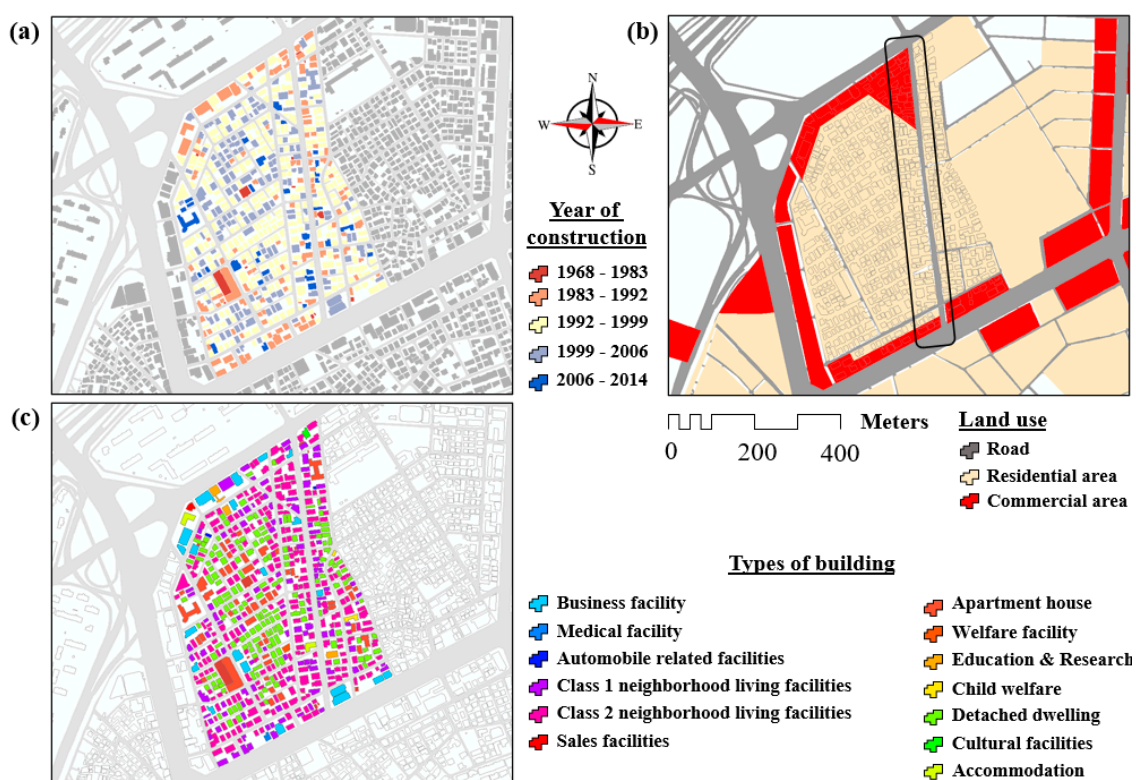 (a)
(b)
N
W
E
S
Year of
construction
1968 - 1983
1983 - 1992
1992 - 1999
1999 - 2006
2006 - 2014
(c)
Meters
0
200
400
Land use
Road
Residential area
Commercial area
Types of building
Business facility
Medical facility
Automobile related facilities
Class 1 neighborhood living facilities
Class 2 neighborhood living facilities
Sales facilities
Apartment house
Welfare facility
Education & Research
Child welfare
Detached dwelling
Cultural facilities
Accommodation